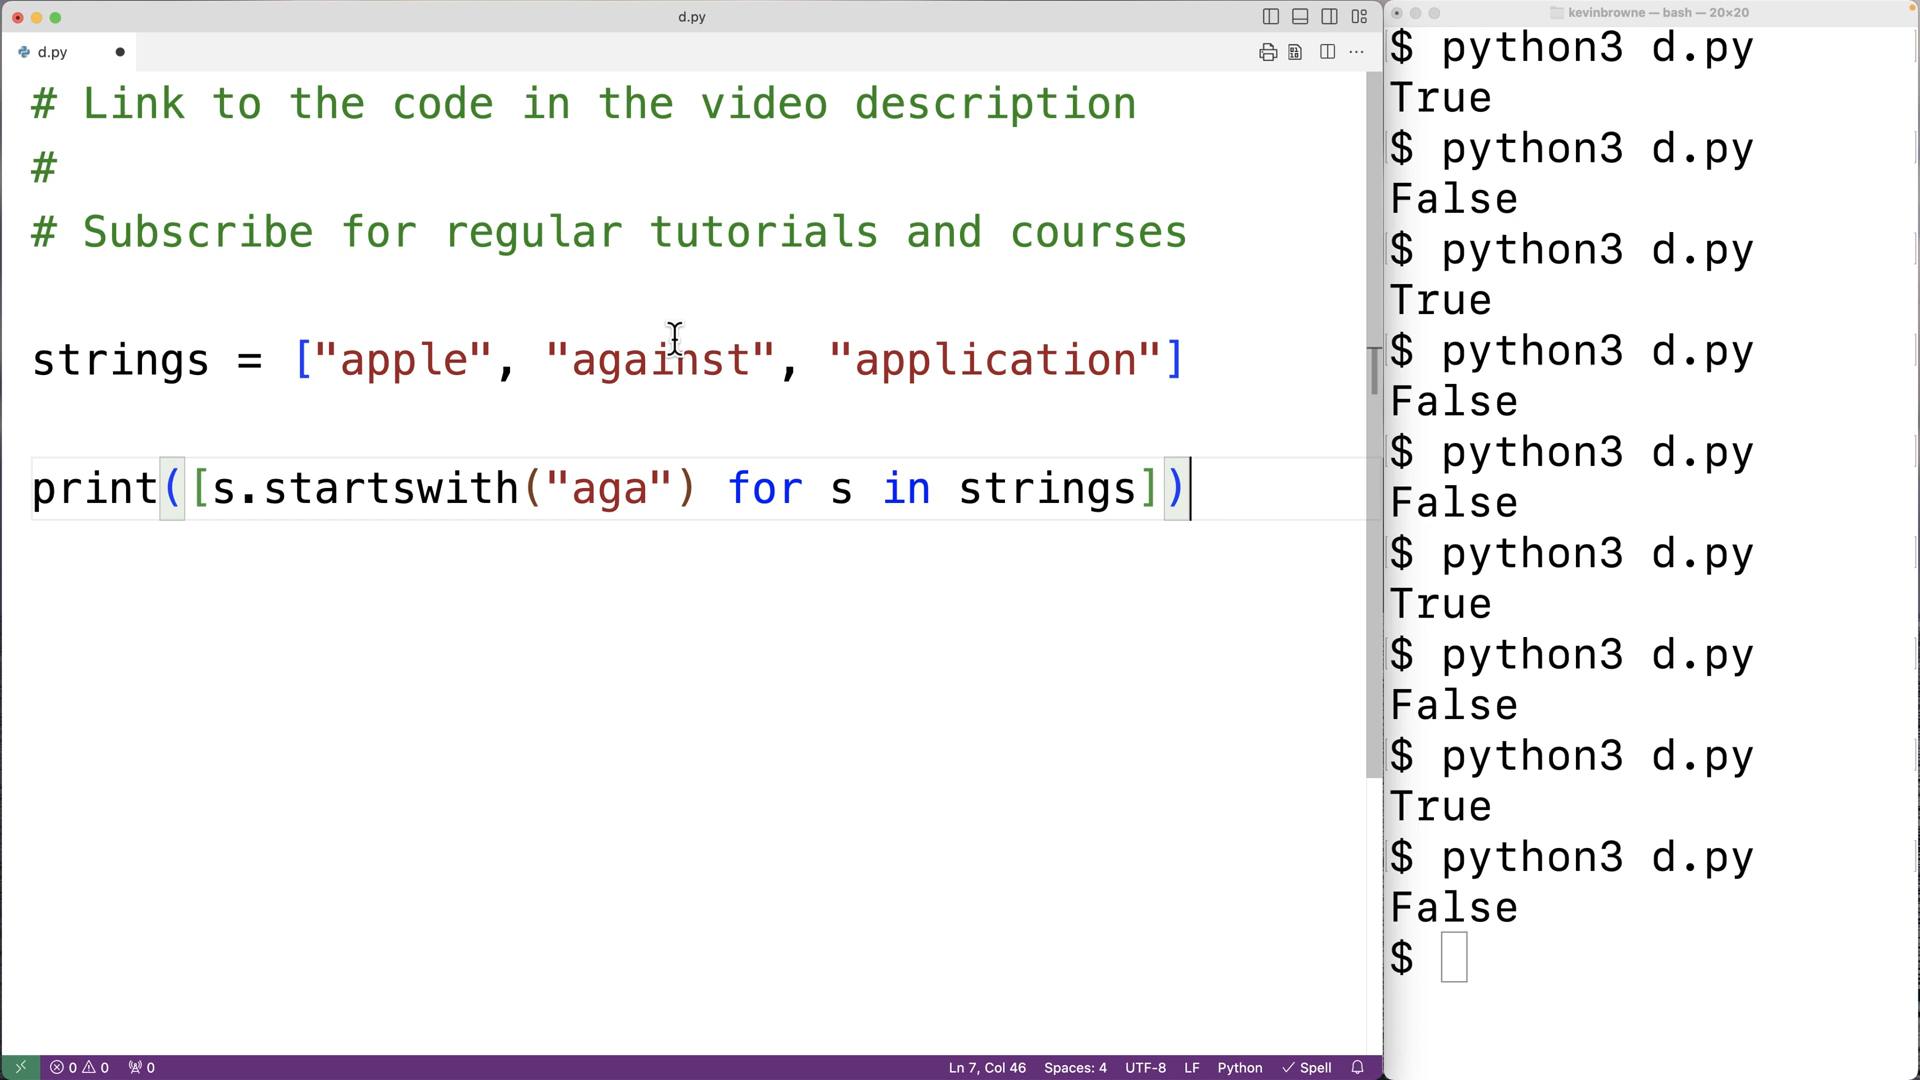 d.py
d.py
# Link to the code in the video description
#
# Subscribe for regular tutorials and courses
strings = ["apple", "against", "application"]
print([s.startswith("aga") for s in strings])
0 0 0
Ln 7, Col 46 Spaces: 4 UTF-8 LF Python Spell
kevinbrowne — bash — 20×20
$ python3 d.py
True
$ python3 d.py
False
$ python3 d.py
True
$ python3 d.py
False
$ python3 d.py
False
$ python3 d.py
True
$ python3 d.py
False
$ python3 d.py
True
$ python3 d.py
False
$